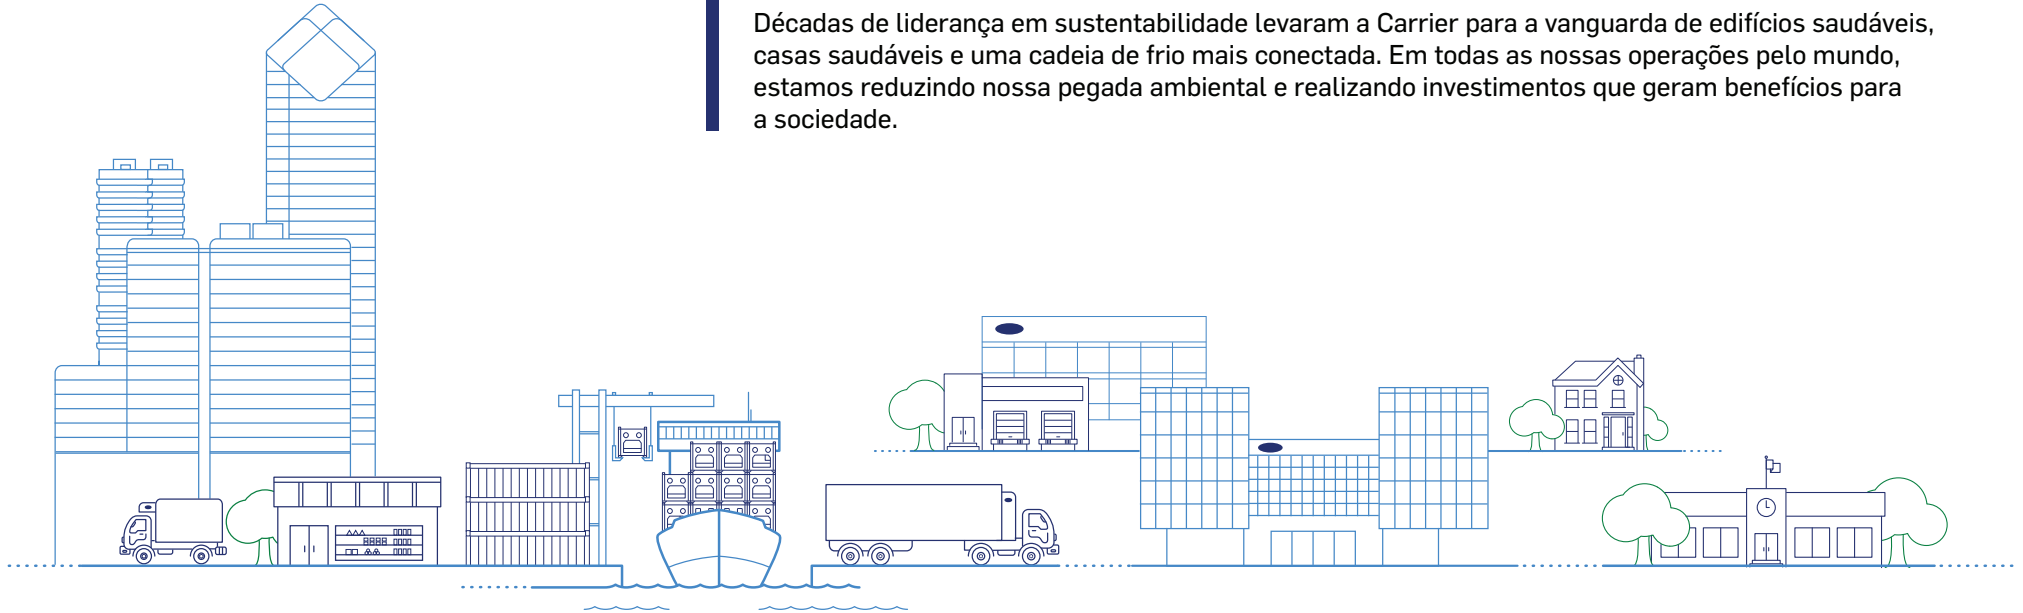 Décadas de liderança em sustentabilidade levaram a Carrier para a vanguarda de edifícios saudáveis,
casas saudáveis e uma cadeia de frio mais conectada. Em todas as nossas operações pelo mundo,
estamos reduzindo nossa pegada ambiental e realizando investimentos que geram benefícios para
a sociedade.